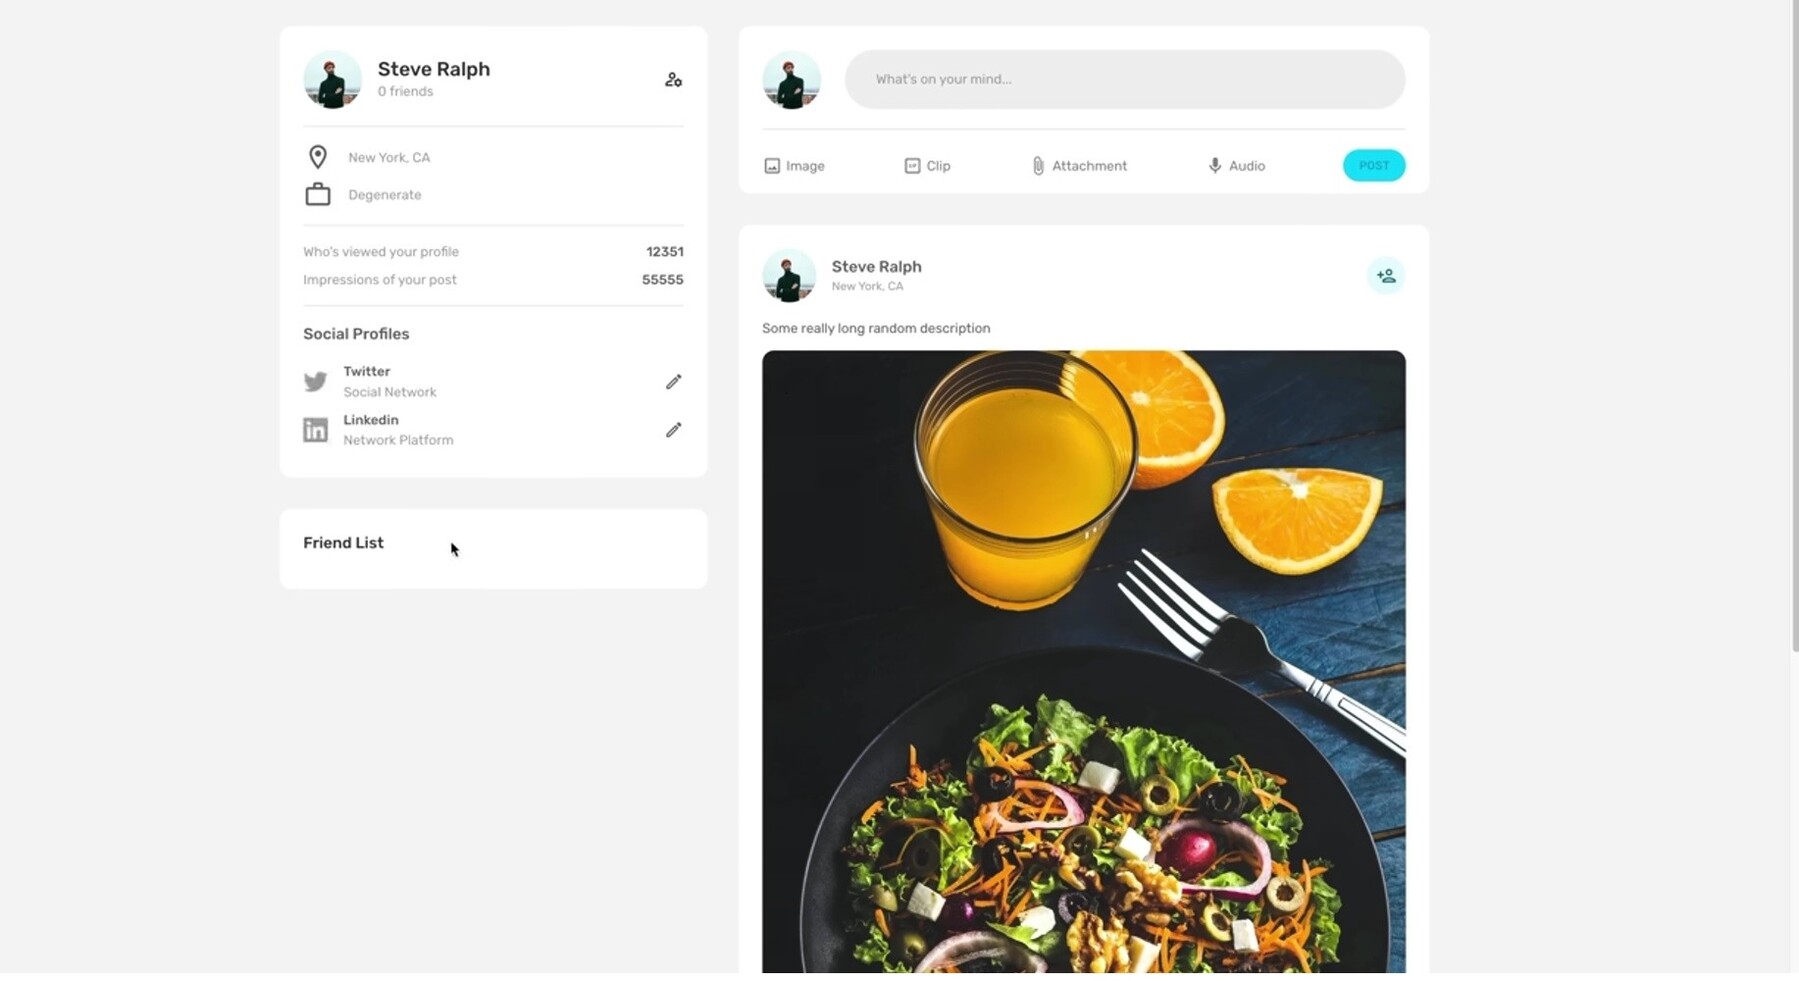 Steve Ralph
0 friends
New York, CA
Degenerate
Who's viewed your profile 12351
Impressions of your post 55555
Social Profiles
Twitter
Social Network
in
Linkedin
Network Platform
Friend List
What's on your mind...
Image Clip Attachment Audio POST
Steve Ralph
New York, CA
Some really long random description